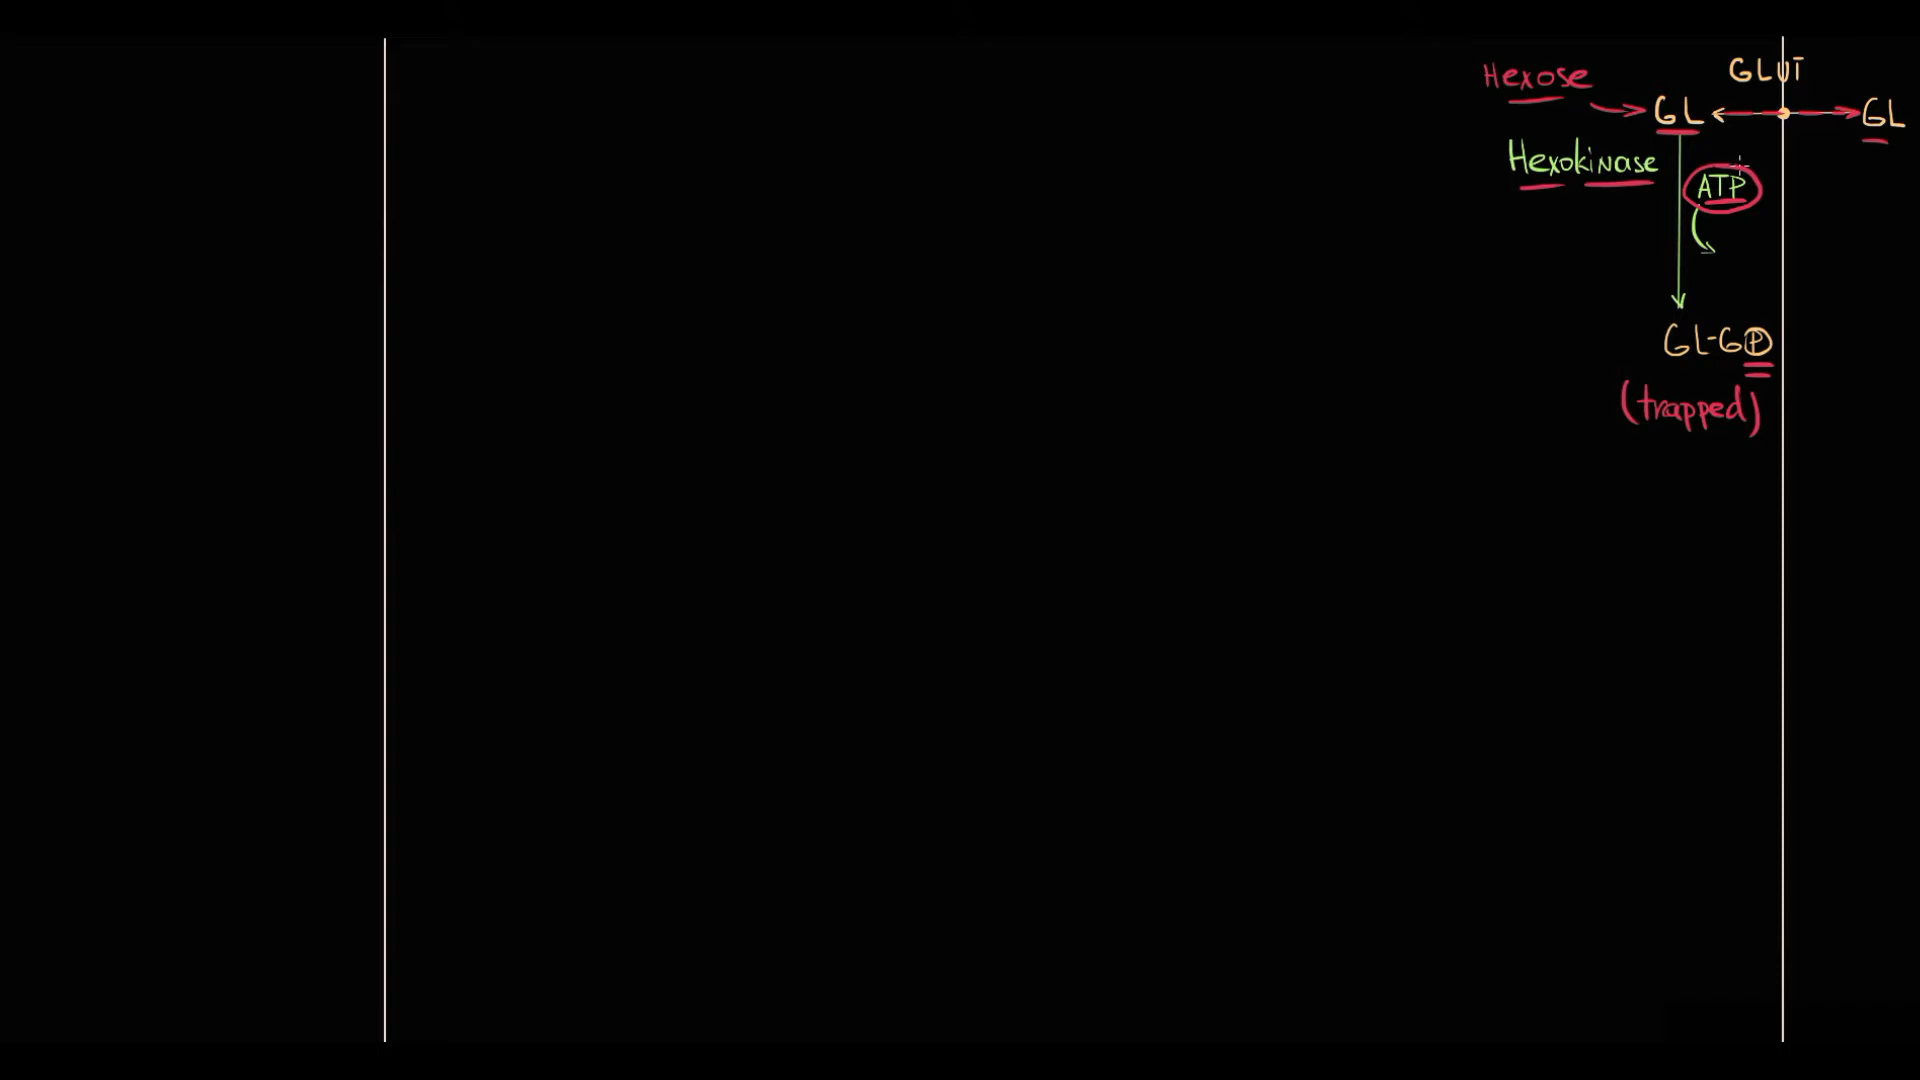 Hexose
GLUT
GL
GL
Hexokinase
ATP
GL-6P
(trapped)